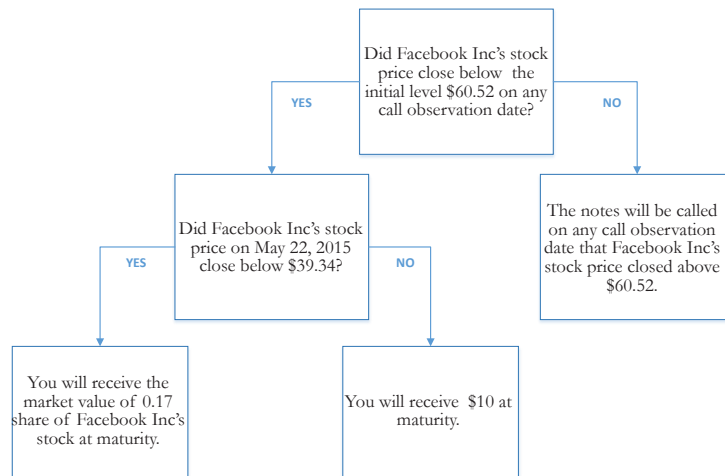 Did Facebook Inc's stock
price close below the
initial level $60.52 on any
call observation date?
YES
NO
Did Facebook Inc's stock
price on May 22, 2015
close below $39.34?
The notes will be called
on any call observation
date that Facebook Inc's
stock price closed above
$60.52.
YES
NO
You will receive the
market value of 0.17
share of Facebook Inc's
stock at maturity.
You will receive $10 at
maturity.